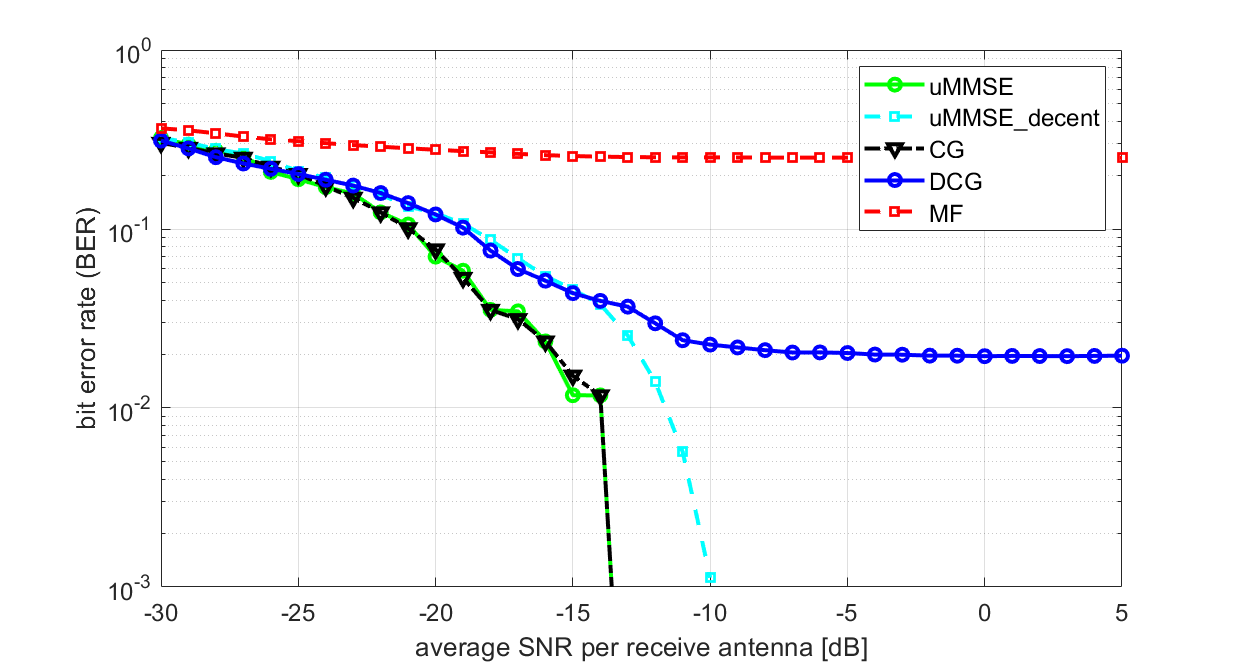 10^0
10^-1
10^-2
10^-3
bit error rate (BER)
uMMSE
uMMSE_decent
CG
DCG
MF
-30 -25 -20 -15 -10 -5 0 5
average SNR per receive antenna [dB]